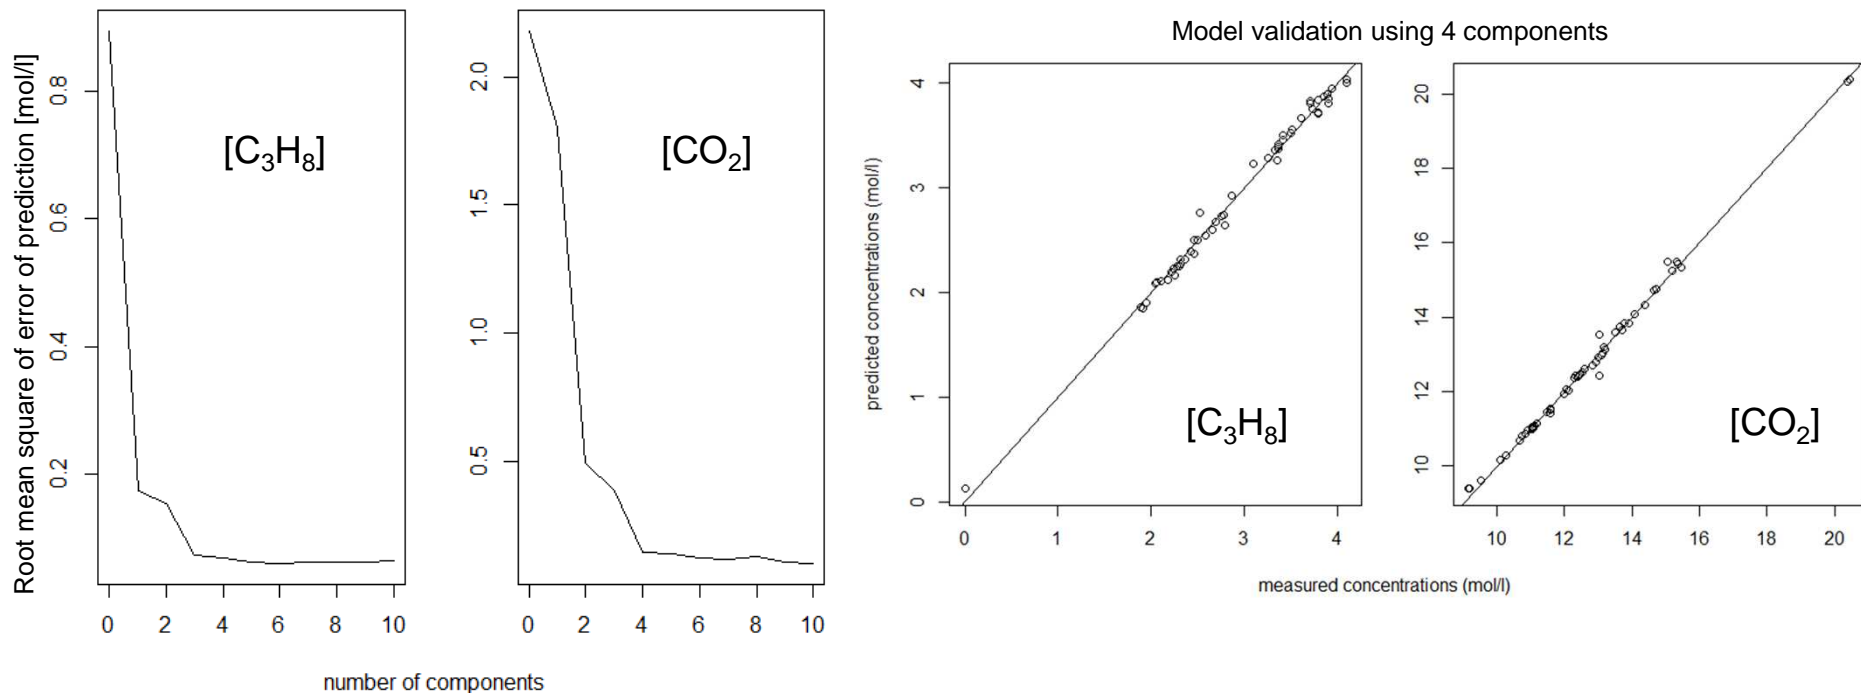 Root mean square of error of prediction [mol/l]
0.8
0.6
0.4
0.2
[C₃H₈]
0 2 4 6 8 10
2.0
1.5
1.0
0.5
[CO₂]
0 2 4 6 8 10
number of components
Model validation using 4 components
predicted concentrations (mol/l)
4
3
2
1
0
[C₃H₈]
0 1 2 3 4
20
18
16
14
12
10
[CO₂]
10 12 14 16 18 20
measured concentrations (mol/l)